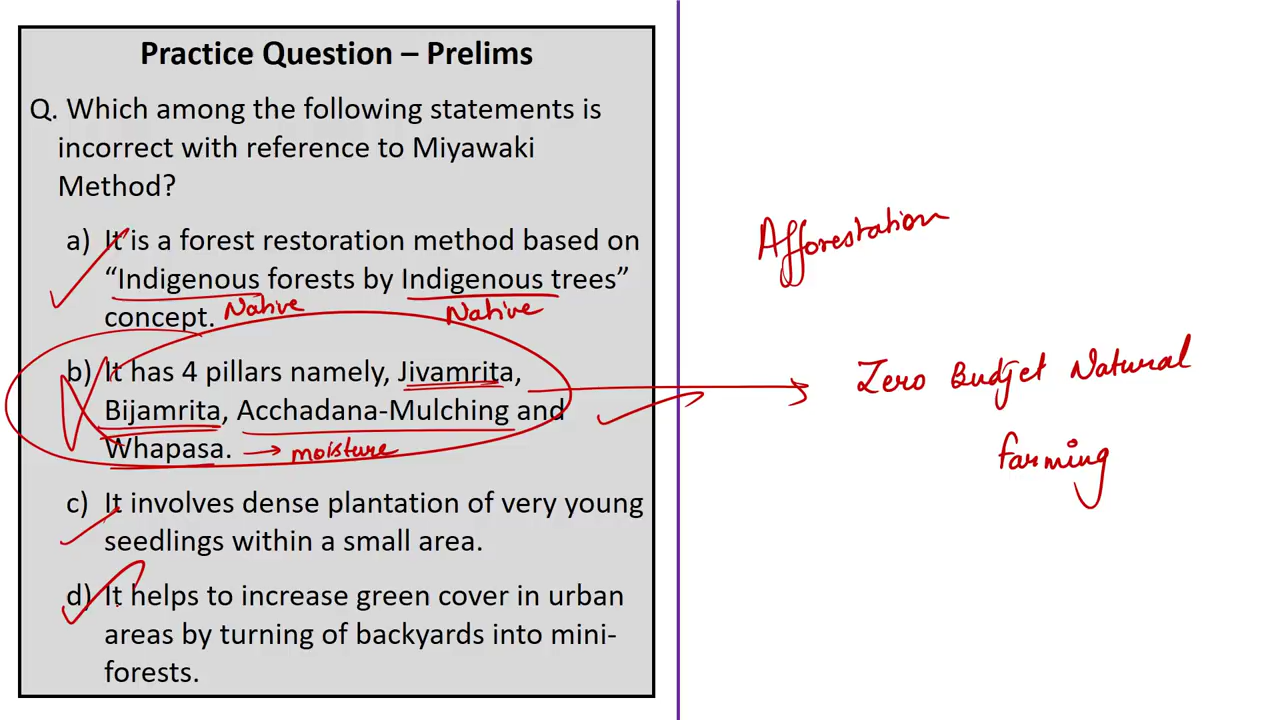 Practice Question – Prelims
Q. Which among the following statements is
incorrect with reference to Miyawaki
Method?
a) It is a forest restoration method based on
“Indigenous forests by Indigenous trees”
Native Native
concept.
b) It has 4 pillars namely, Jivamrita,
Bijamrita, Acchadana-Mulching and
Whapasa. → moisture
c) It involves dense plantation of very young
seedlings within a small area.
d) It helps to increase green cover in urban
areas by turning of backyards into mini-
forests.
Afforestation
Zero Budget Natural
farming